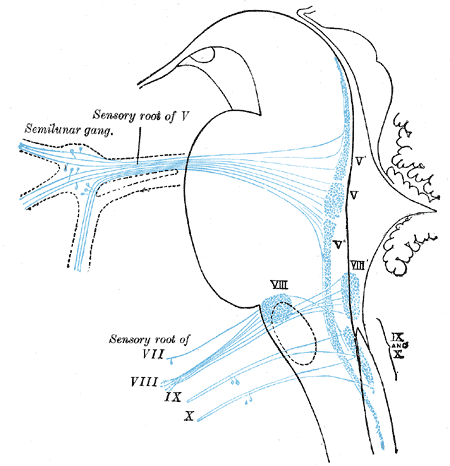 Sensory root of V
Semilunar gang.
V
V
V
VIII
VIII
Sensory root of
VII
VIII
IX
X
IX
AND
X